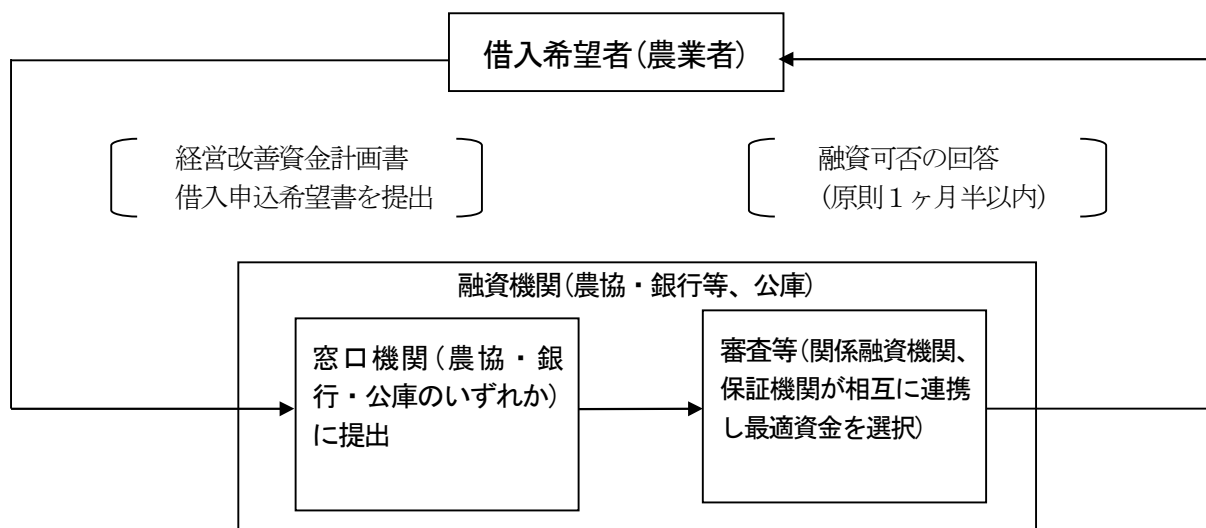 借入希望者(農業者)
経営改善資金計画書
借入申込希望書を提出
融資可否の回答
(原則1ヶ月半以内)
融資機関(農協・銀行等、公庫)
窓口機関(農協・銀
行・公庫のいずれか)
に提出
審査等(関係融資機関、
保証機関が相互に連携
し最適資金を選択)